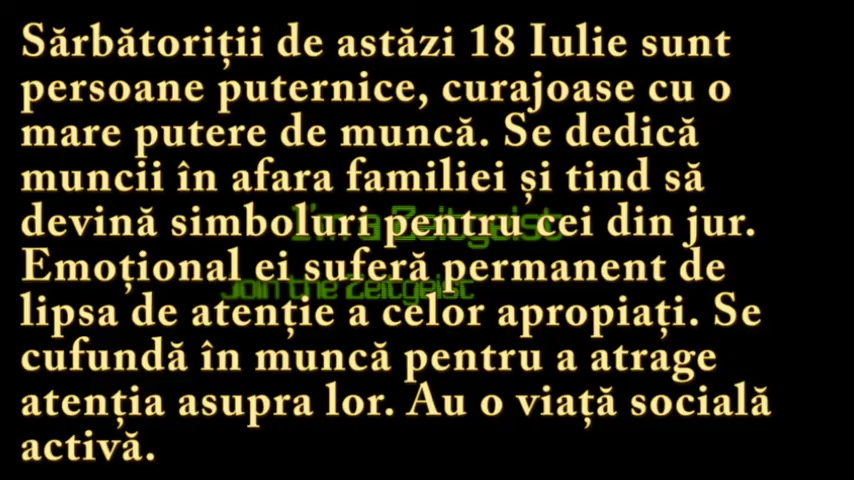 Sărbătoriții de astăzi 18 Iulie sunt
persoane puternice, curajoase cu o
mare putere de muncă. Se dedică
muncii în afara familiei și tind să
devină simboluri pentru cei din jur.
Emoțional ei suferă permanent de
lipsa de atenție a celor apropiați. Se
cufundă în muncă pentru a atrage
atenția asupra lor. Au o viață socială
activă.
I'm a Zeitgeist
Join the Zeitgeist